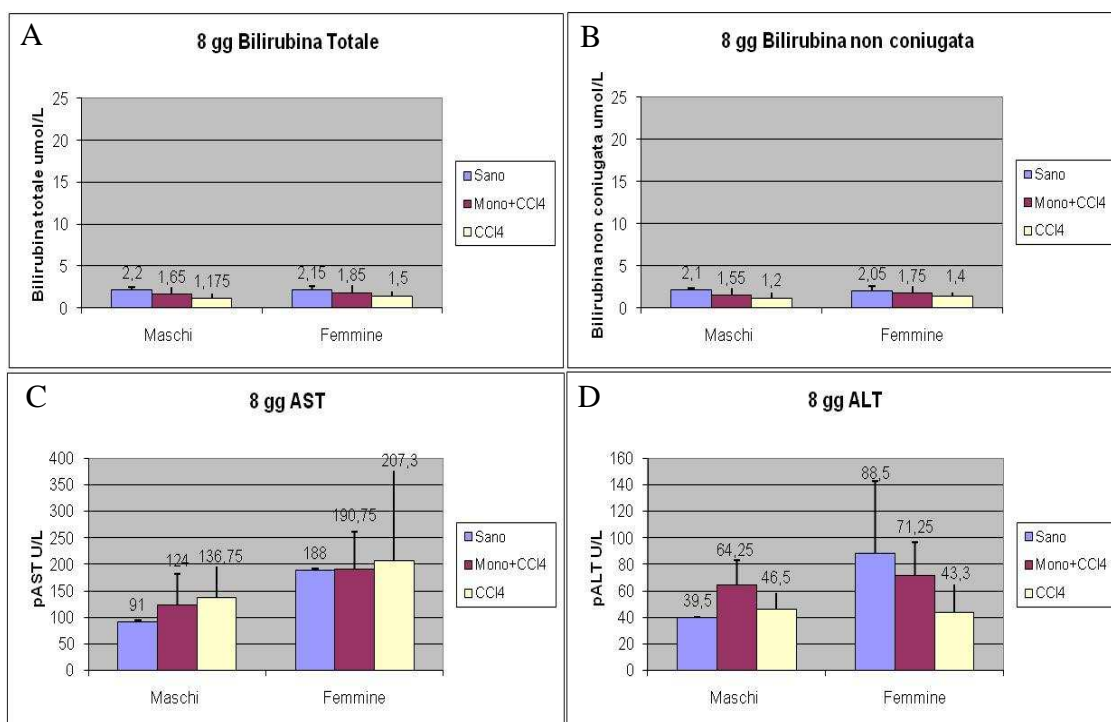 A
8 gg Bilirubina Totale
Bilirubina totale umol/L
25
20
15
10
5
0
2,2
1,65
1,175
2,15
1,85
1,5
Maschi
Femmine
Sano
Mono+CCl4
CCl4
B
8 gg Bilirubina non coniugata
Bilirubina non coniugata umol/L
25
20
15
10
5
0
2,1
1,55
1,2
2,05
1,75
1,4
Maschi
Femmine
Sano
Mono+CCl4
CCl4
C
8 gg AST
pAST U/L
400
350
300
250
200
150
100
50
0
91
124
136,75
188
190,75
207,3
Maschi
Femmine
Sano
Mono+CCl4
CCl4
D
8 gg ALT
pALT U/L
160
140
120
100
80
60
40
20
0
39,5
64,25
46,5
88,5
71,25
43,3
Maschi
Femmine
Sano
Mono+CCl4
CCl4